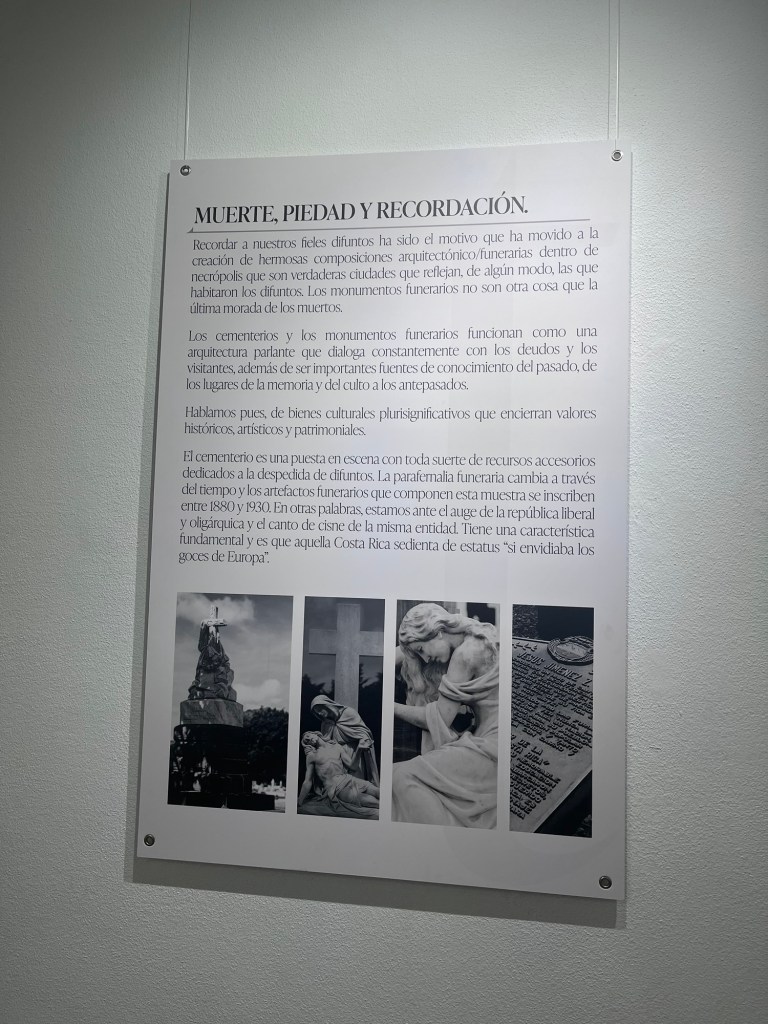 MUERTE, PIEDAD Y RECORDACIÓN.
Recordar a nuestros fieles difuntos ha sido el motivo que ha movido a la
creación de hermosas composiciones arquitectónico/funerarias dentro de
necrópolis que son verdaderas ciudades que reflejan, de algún modo, las que
habitaron los difuntos. Los monumentos funerarios no son otra cosa que la
última morada de los muertos.
Los cementerios y los monumentos funerarios funcionan como una
arquitectura parlante que dialoga constantemente con los deudos y los
visitantes, además de ser importantes fuentes de conocimiento del pasado, de
los lugares de la memoria y del culto a los antepasados.
Hablamos pues, de bienes culturales plurisignificativos que encierran valores
históricos, artísticos y patrimoniales.
El cementerio es una puesta en escena con toda suerte de recursos accesorios
dedicados a la despedida de difuntos. La parafernalia funeraria cambia a través
del tiempo y los artefactos funerarios que componen esta muestra se inscriben
entre 1880 y 1930. En otras palabras, estamos ante el auge de la república liberal
y oligárquica y el canto de cisne de la misma entidad. Tiene una característica
fundamental y es que aquella Costa Rica sedienta de estatus “si envidiaba los
goces de Europa”.
JESUS JIMENEZ Z